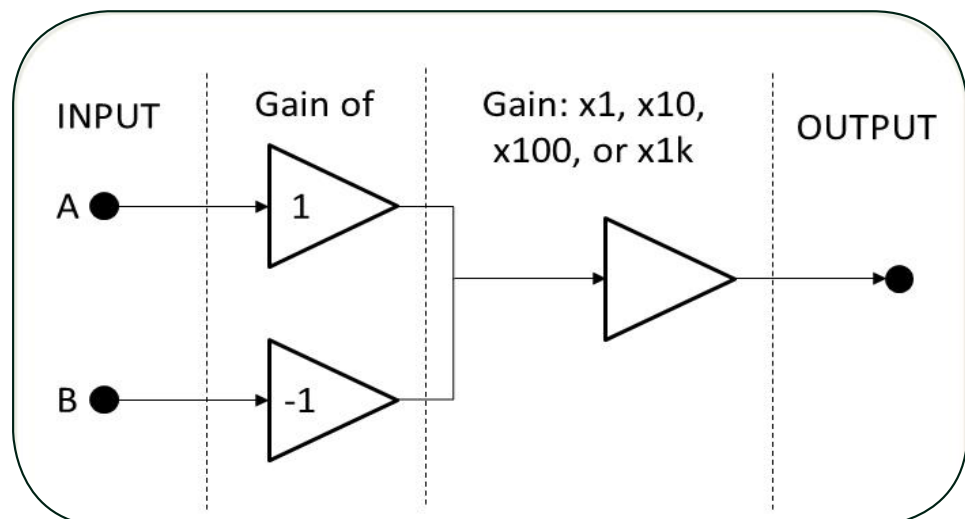 INPUT
Gain of
Gain: x1, x10,
x100, or x1k
OUTPUT
A
1
B
-1